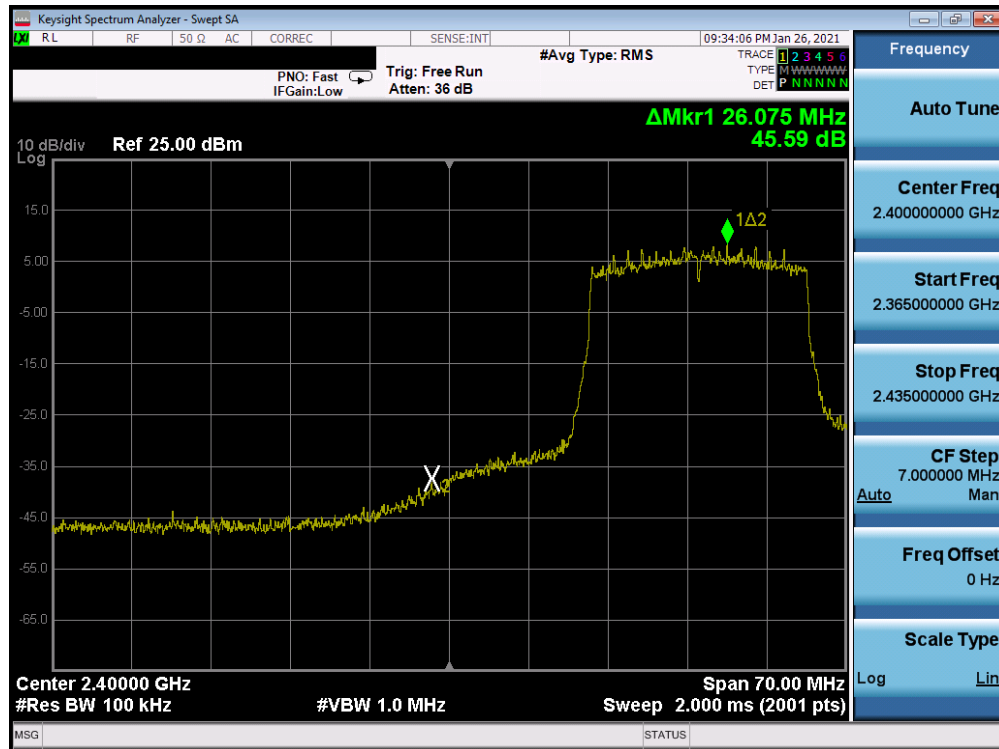 Keysight Spectrum Analyzer - Swept SA
LXI RL RF 50 Ω AC CORREC SENSE:INT 09:34:06 PM Jan 26, 2021
#Avg Type: RMS
TRACE 1 2 3 4 5 6
TYPE M W W W W W
DET P N N N N N
PNO: Fast
IFGain:Low
Trig: Free Run
Atten: 36 dB
ΔMkr1 26.075 MHz
45.59 dB
10 dB/div Ref 25.00 dBm
Log
15.0
5.00
-5.00
-15.0
-25.0
-35.0
-45.0
-55.0
-65.0
1Δ2
X
Center 2.40000 GHz Span 70.00 MHz
#Res BW 100 kHz #VBW 1.0 MHz Sweep 2.000 ms (2001 pts)
MSG STATUS
Frequency
Auto Tune
Center Freq
2.400000000 GHz
Start Freq
2.365000000 GHz
Stop Freq
2.435000000 GHz
CF Step
7.000000 MHz
Auto Man
Freq Offset
0 Hz
Scale Type
Log Lin